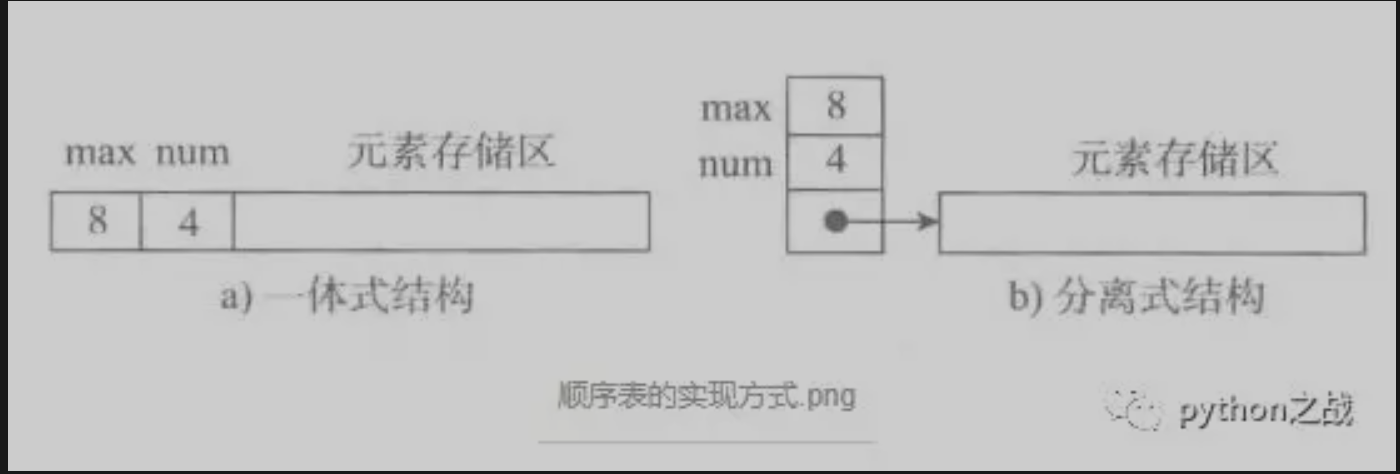 max num 元素存储区
8 4
a) 一体式结构
max 8
num 4
元素存储区
b) 分离式结构
顺序表的实现方式.png
python之战